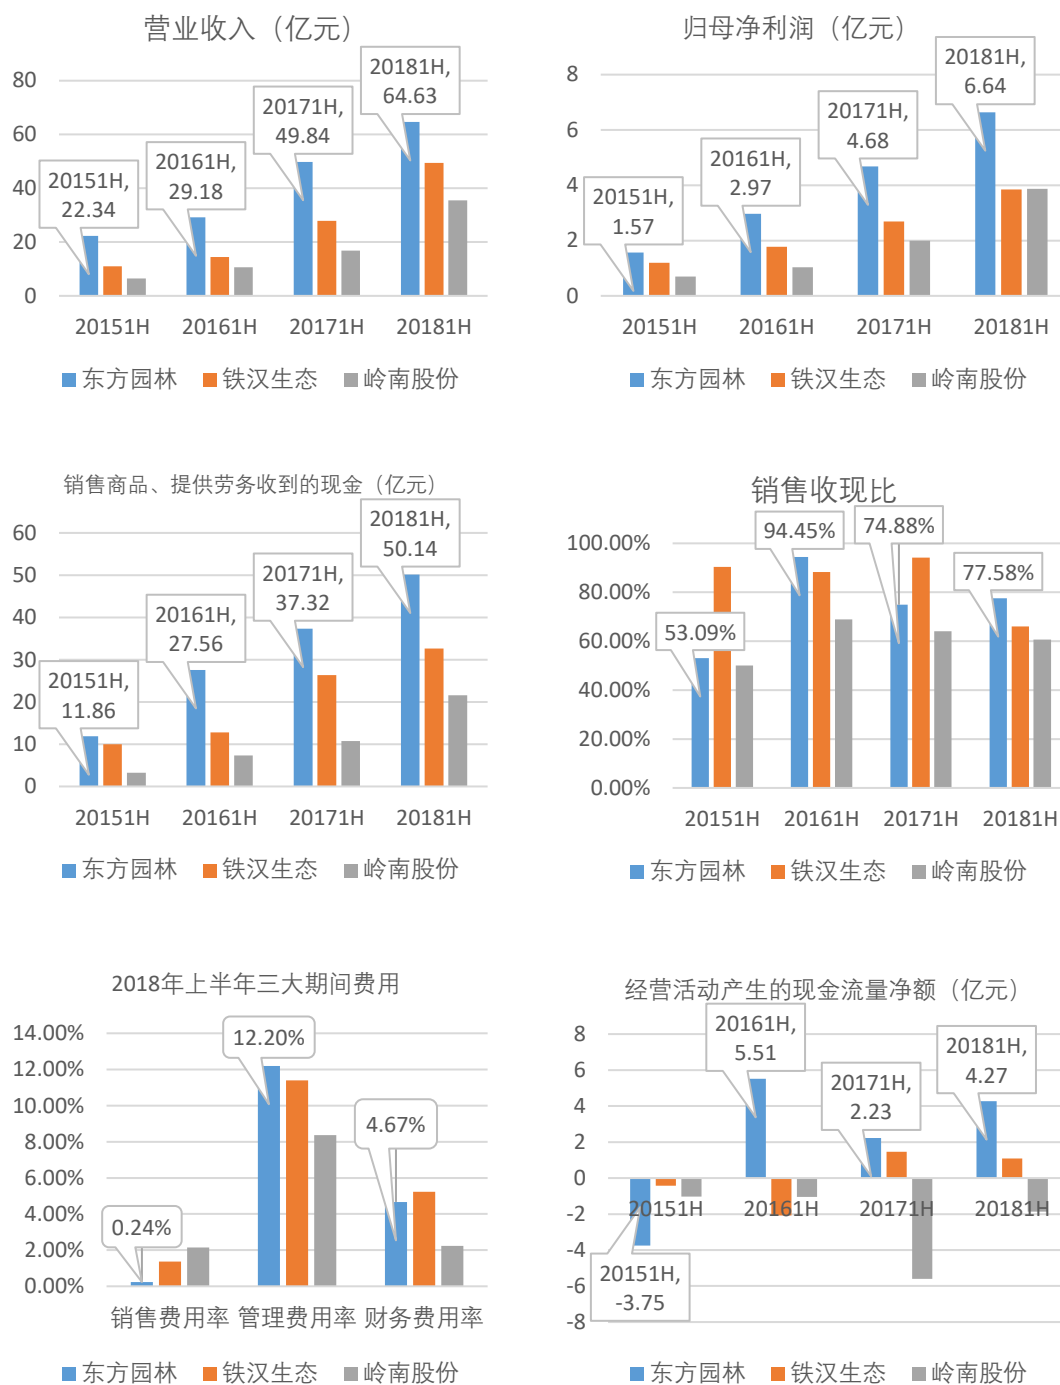 营业收入（亿元）
80
60
40
20
0
20151H,
22.34
20161H,
29.18
20171H,
49.84
20181H,
64.63
20151H 20161H 20171H 20181H
东方园林 铁汉生态 岭南股份
归母净利润（亿元）
8
6
4
2
0
20151H,
1.57
20161H,
2.97
20171H,
4.68
20181H,
6.64
20151H 20161H 20171H 20181H
东方园林 铁汉生态 岭南股份
销售商品、提供劳务收到的现金（亿元）
60
50
40
30
20
10
0
20151H,
11.86
20161H,
27.56
20171H,
37.32
20181H,
50.14
20151H 20161H 20171H 20181H
东方园林 铁汉生态 岭南股份
销售收现比
100.00%
80.00%
60.00%
40.00%
20.00%
0.00%
53.09%
94.45%
74.88%
77.58%
20151H 20161H 20171H 20181H
东方园林 铁汉生态 岭南股份
2018年上半年三大期间费用
14.00%
12.00%
10.00%
8.00%
6.00%
4.00%
2.00%
0.00%
0.24%
12.20%
4.67%
销售费用率 管理费用率 财务费用率
东方园林 铁汉生态 岭南股份
经营活动产生的现金流量净额（亿元）
8
6
4
2
0
-2
-4
-6
-8
20151H,
-3.75
20161H,
5.51
20171H,
2.23
20181H,
4.27
20151H 20161H 20171H 20181H
东方园林 铁汉生态 岭南股份